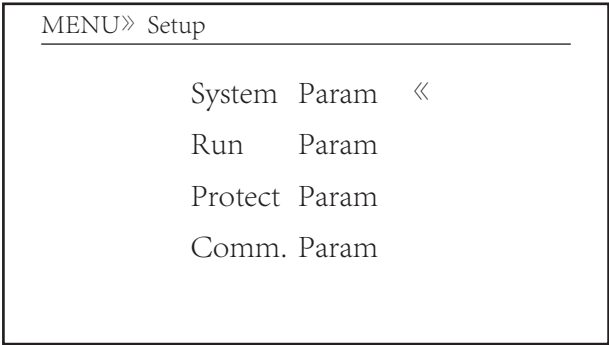 MENU》 Setup
System Param 《
Run Param
Protect Param
Comm. Param